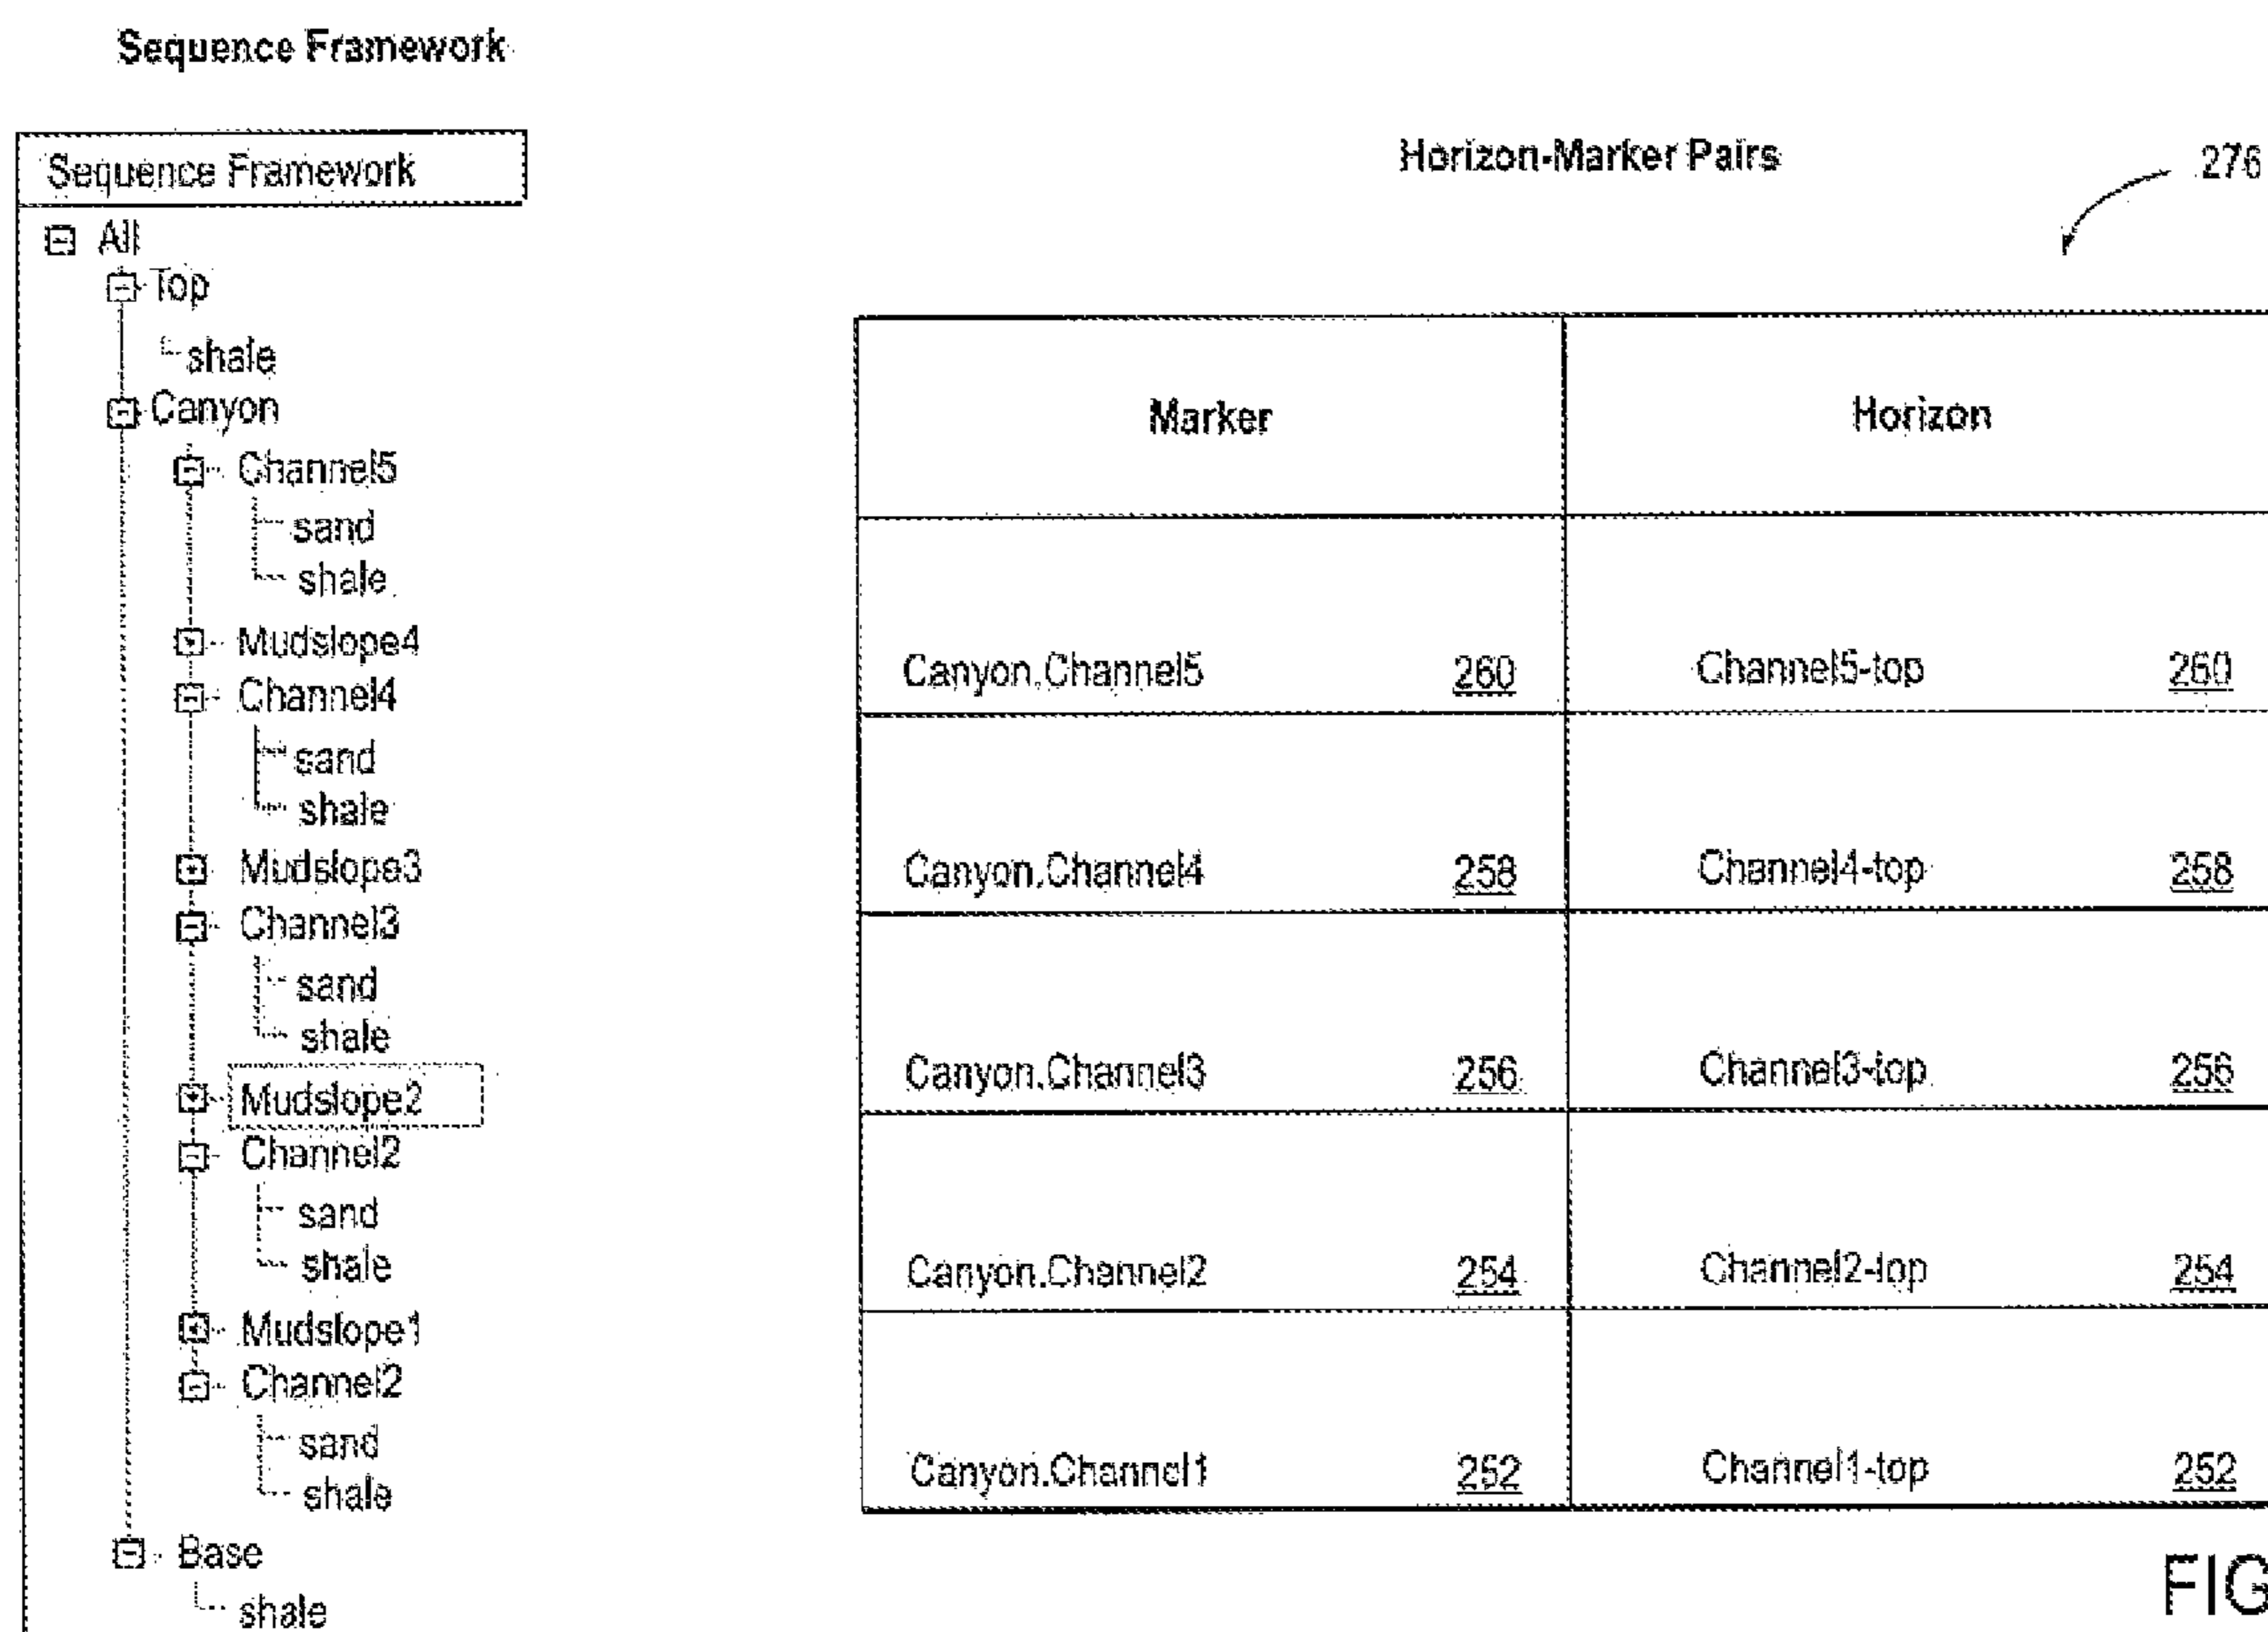 Sequence Framework
Sequence Framework
All
Top
shale
Canyon
Channel5
sand
shale
Mudslope4
Channel4
sand
shale
Mudslope3
Channel3
sand
shale
Mudslope2
Channel2
sand
shale
Mudslope1
Channel2
sand
shale
Base
shale
Horizon-Marker Pairs
276
Marker Horizon
Canyon.Channel5 260 Channel5-top 260
Canyon.Channel4 258 Channel4-top 258
Canyon.Channel3 256 Channel3-top 256
Canyon.Channel2 254 Channel2-top 254
Canyon.Channel1 252 Channel1-top 252
FIG